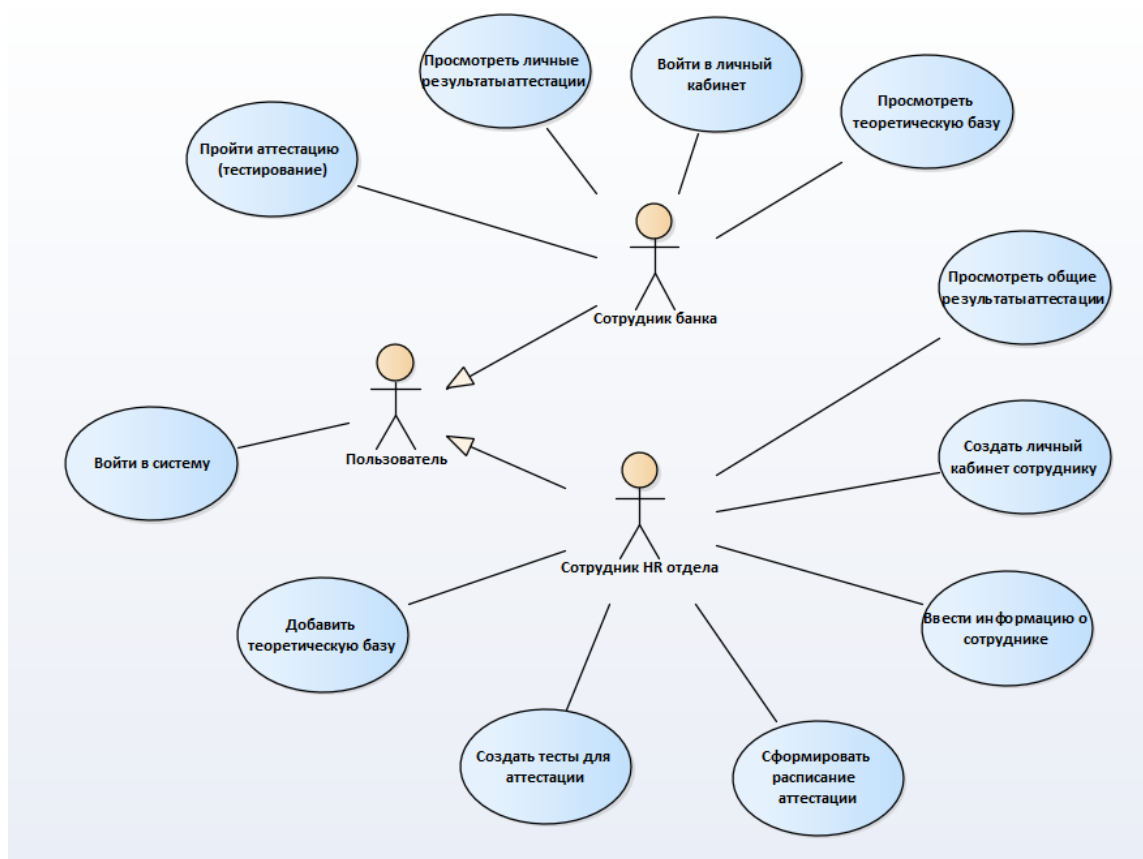 Просмотреть личные
результаты аттестации
Войти в личный
кабинет
Просмотреть
теоретическую базу
Пройти аттестацию
(тестирование)
Сотрудник банка
Просмотреть общие
результаты аттестации
Пользователь
Войти в систему
Создать личный
кабинет сотруднику
Сотрудник HR отдела
Добавить
теоретическую базу
Ввести информацию о
сотруднике
Создать тесты для
аттестации
Сформировать
расписание
аттестации